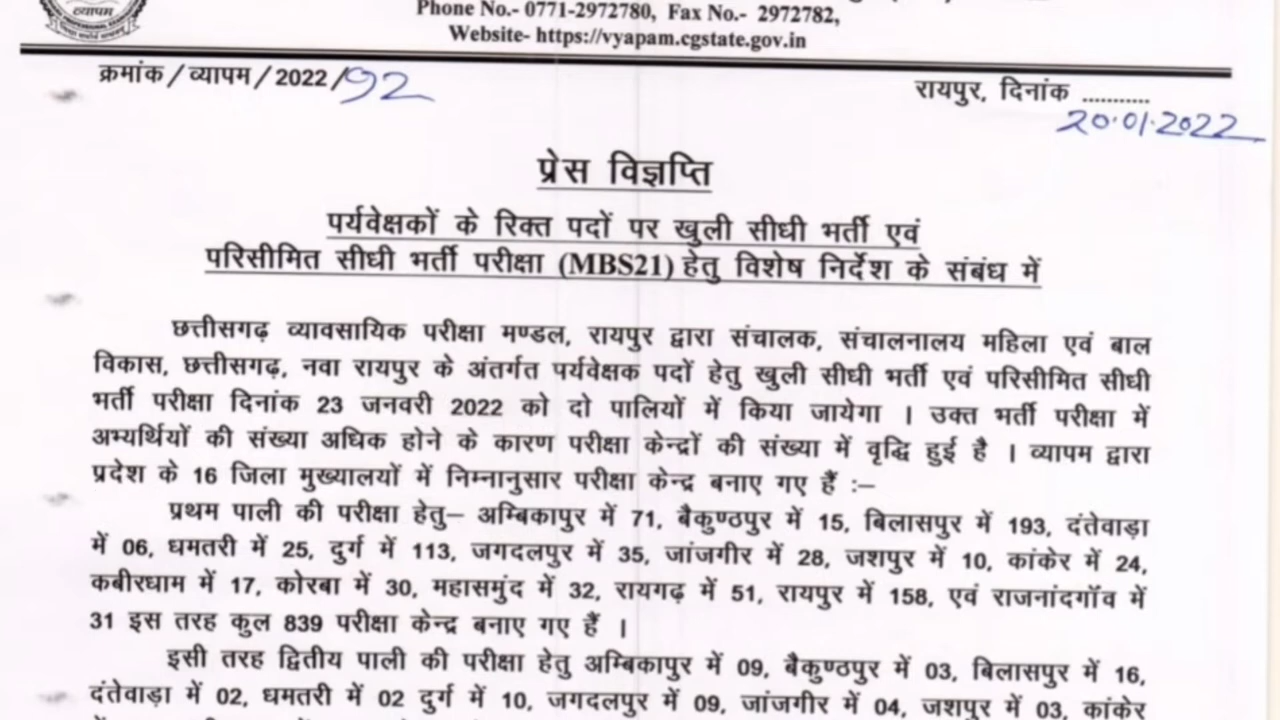 व्यापम
Phone No.- 0771-2972780, Fax No.- 2972782,
Website- https://vyapam.cgstate.gov.in
क्रमांक/व्यापम/2022/92
रायपुर, दिनांक ...........
20.01.2022
प्रेस विज्ञप्ति
पर्यवेक्षकों के रिक्त पदों पर खुली सीधी भर्ती एवं
परिसीमित सीधी भर्ती परीक्षा (MBS21) हेतु विशेष निर्देश के संबंध में
छत्तीसगढ़ व्यावसायिक परीक्षा मण्डल, रायपुर द्वारा संचालक, संचालनालय महिला एवं बाल
विकास, छत्तीसगढ़, नवा रायपुर के अंतर्गत पर्यवेक्षक पदों हेतु खुली सीधी भर्ती एवं परिसीमित सीधी
भर्ती परीक्षा दिनांक 23 जनवरी 2022 को दो पालियों में किया जायेगा । उक्त भर्ती परीक्षा में
अभ्यर्थियों की संख्या अधिक होने के कारण परीक्षा केन्द्रों की संख्या में वृद्धि हुई है । व्यापम द्वारा
प्रदेश के 16 जिला मुख्यालयों में निम्नानुसार परीक्षा केन्द्र बनाए गए हैं :–
प्रथम पाली की परीक्षा हेतु– अम्बिकापुर में 71, बैकुण्ठपुर में 15, बिलासपुर में 193, दंतेवाड़ा
में 06, धमतरी में 25, दुर्ग में 113, जगदलपुर में 35, जांजगीर में 28, जशपुर में 10, कांकेर में 24,
कबीरधाम में 17, कोरबा में 30, महासमुंद में 32, रायगढ़ में 51, रायपुर में 158, एवं राजनांदगॉव में
31 इस तरह कुल 839 परीक्षा केन्द्र बनाए गए हैं ।
इसी तरह द्वितीय पाली की परीक्षा हेतु अम्बिकापुर में 09, बैकुण्ठपुर में 03, बिलासपुर में 16,
दंतेवाड़ा में 02, धमतरी में 02 दुर्ग में 10, जगदलपुर में 09, जांजगीर में 04, जशपुर में 03, कांकेर